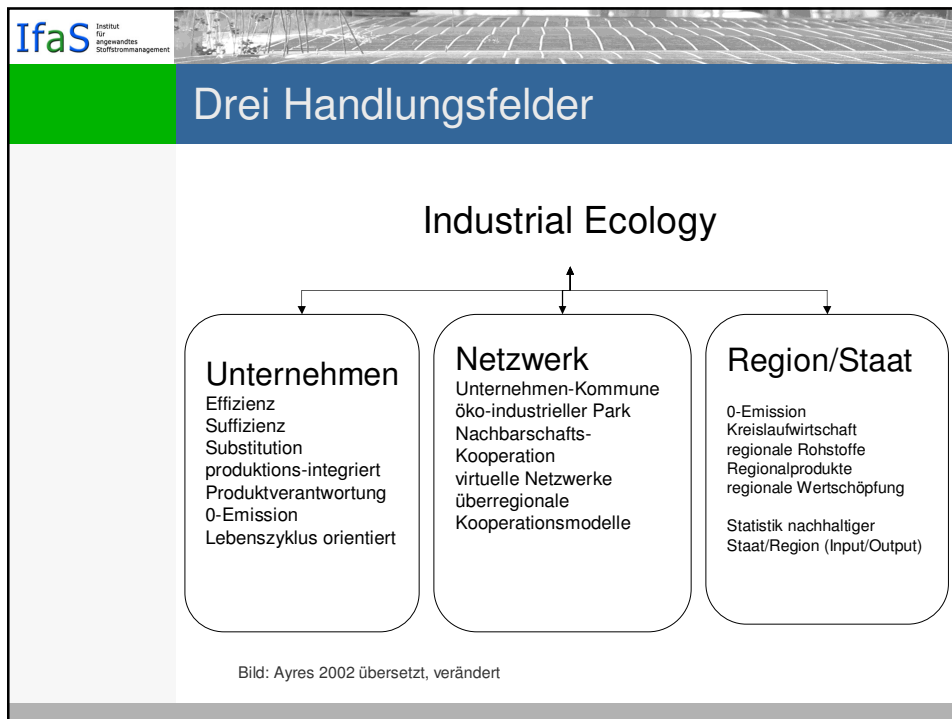 IfaS
Institut
für
angewandtes
Stoffstrommanagement
Drei Handlungsfelder
Industrial Ecology
Unternehmen
Effizienz
Suffizienz
Substitution
produktions-integriert
Produktverantwortung
0-Emission
Lebenszyklus orientiert
Netzwerk
Unternehmen-Kommune
öko-industrieller Park
Nachbarschafts-
Kooperation
virtuelle Netzwerke
überregionale
Kooperationsmodelle
Region/Staat
0-Emission
Kreislaufwirtschaft
regionale Rohstoffe
Regionalprodukte
regionale Wertschöpfung
Statistik nachhaltiger
Staat/Region (Input/Output)
Bild: Ayres 2002 übersetzt, verändert